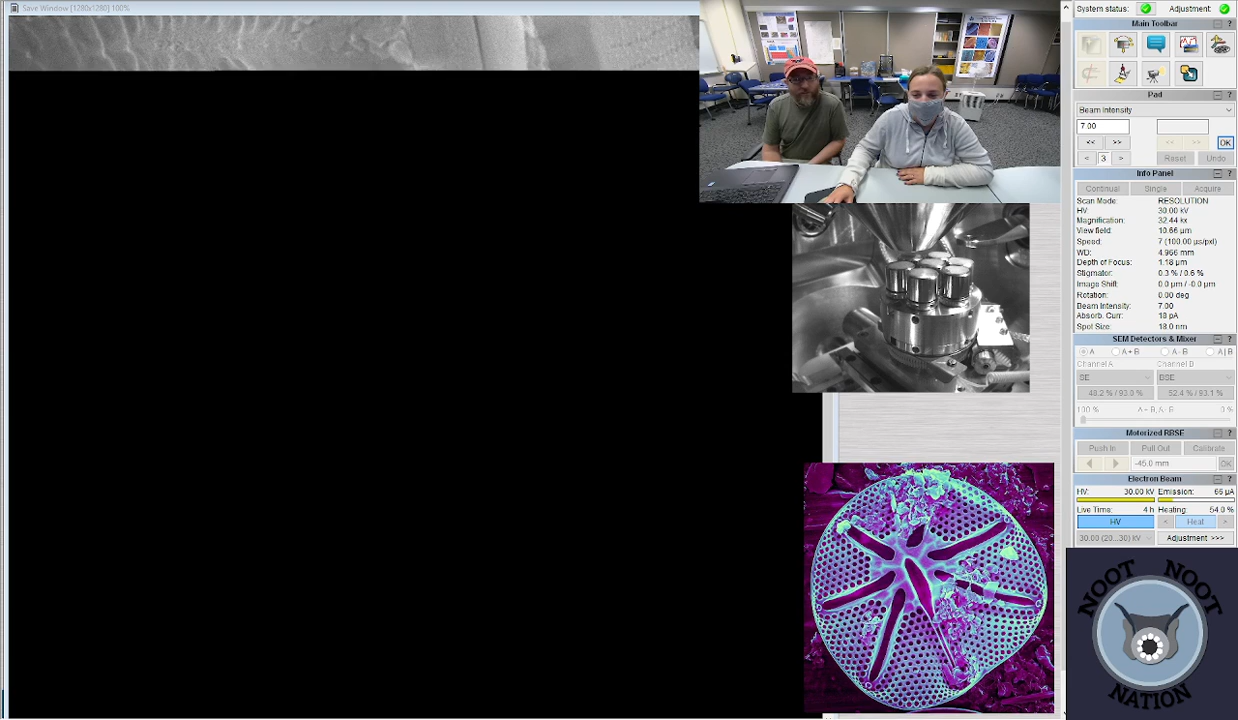 Save Window [1280x1280] 100%
System status:
Adjustment:
Main Toolbar
?
Pad
?
Beam Intensity
7.00
<< >>
<< >>
OK
< 3 >
Reset
Undo
Info Panel
?
Continual
Single
Acquire
Scan Mode: RESOLUTION
HV: 30.00 kV
Magnification: 32.44 kx
View field: 10.66 µm
Speed: 7 (100.00 µs/pxl)
WD: 4.966 mm
Depth of Focus: 1.18 µm
Stigmator: 0.3 % / 0.6 %
Image Shift: 0.0 µm / -0.0 µm
Rotation: 0.00 deg
Beam Intensity: 7.00
Absorb. Curr: 18 pA
Spot Size: 18.0 nm
SEM Detectors & Mixer
?
A
A + B
A - B
A | B
Channel A
SE
BSE
48.2 % / 93.0 %
52.4 % / 93.1 %
100 %
0 %
Motorized RBSE
?
Push In
Pull Out
Calibrate
-45.0 mm
OK
Electron Beam
?
HV: 30.00 kV
Emission: 66 µA
Live Time: 4 h
Heating: 54.0 %
HV
< Heat >
30.00 (20...30) kV
Adjustment >>>
NOOT NOOT
NATION